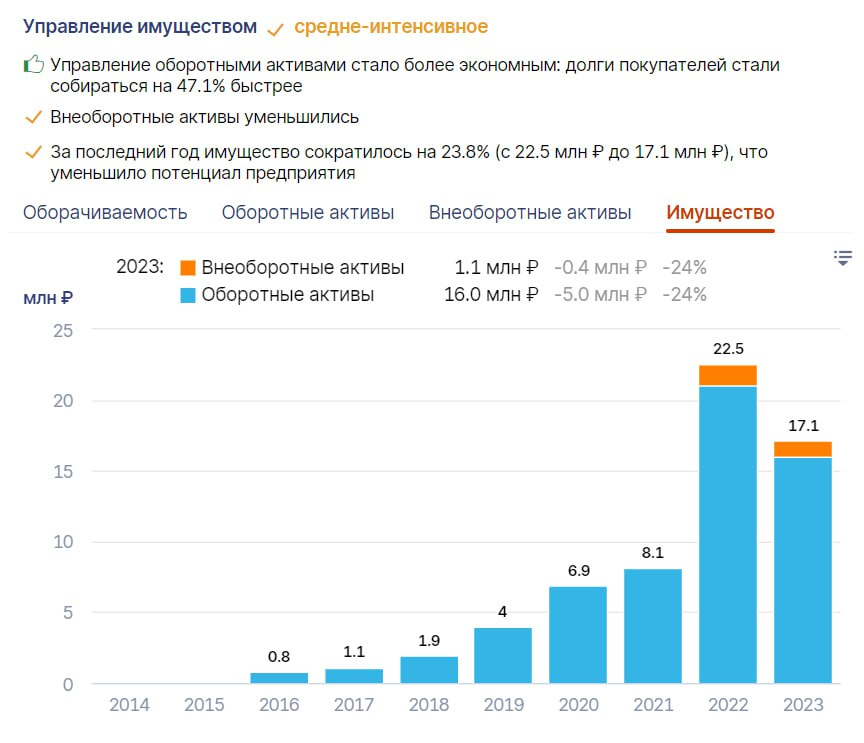 Управление имуществом средне-интенсивное
Управление оборотными активами стало более экономным: долги покупателей стали
собираться на 47.1% быстрее
Внеоборотные активы уменьшились
За последний год имущество сократилось на 23.8% (с 22.5 млн ₽ до 17.1 млн ₽), что
уменьшило потенциал предприятия
Оборачиваемость Оборотные активы Внеоборотные активы Имущество
2023: Внеоборотные активы 1.1 млн ₽ -0.4 млн ₽ -24%
Оборотные активы 16.0 млн ₽ -5.0 млн ₽ -24%
млн ₽
25
22.5
20
17.1
15
10
8.1
6.9
5
4
1.9
1.1
0.8
0
2014 2015 2016 2017 2018 2019 2020 2021 2022 2023